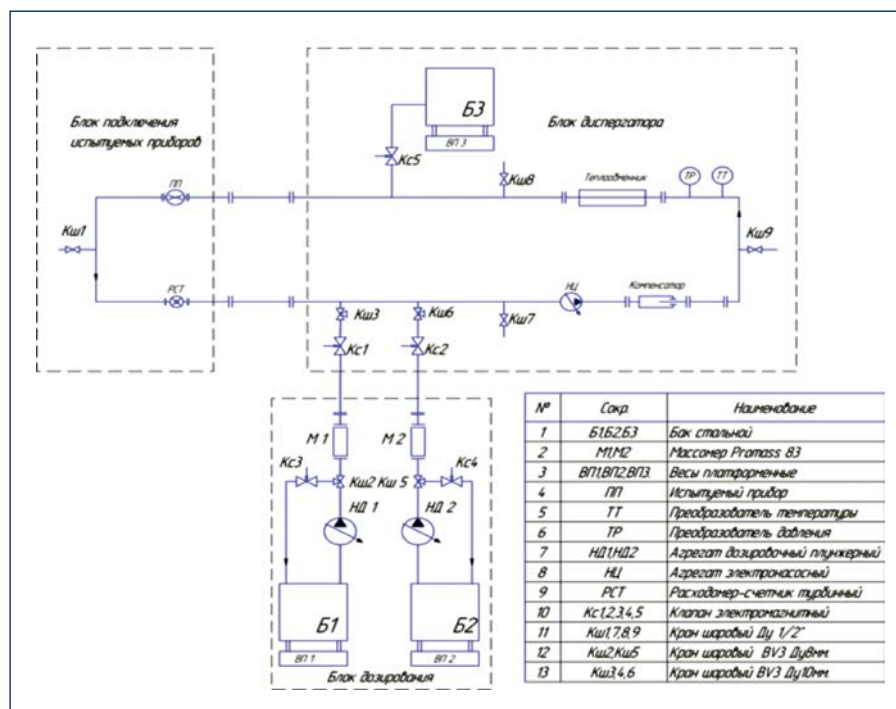 Блок подключения
испытуемых приборов
Блок диспергатора
Б3
ВП 3
Кс5
Кш8
Теплообменник
ТР
ТТ
ПП
Кш1
Кш9
РСТ
НЦ
Компенсатор
Кш3
Кш6
Кш7
Кс1
Кс2
М 1
М 2
Кс3
Кс4
Кш2 Кш 5
НД 1
НД 2
Б1
Б2
ВП 1
ВП 2
Блок дозирования
№ Сокр. Наименование
1 Б1,Б2,Б3 Бак стальной
2 М1,М2 Массомер Promass 83
3 ВП1,ВП2,ВП3. Весы платформенные
4 ПП Испытуемый прибор
5 ТТ Преобразователь температуры
6 ТР Преобразователь давления
7 НД1,НД2 Агрегат дозировочный плунжерный
8 НЦ Агрегат электронасосный
9 РСТ Расходомер-счетчик турбинный
10 Кс1,2,3,4,5 Клапан электромагнитный
11 Кш1,7,8,9 Кран шаровый Ду 1/2"
12 Кш2,Кш5 Кран шаровый BV3 Ду8мм.
13 Кш3,4,6 Кран шаровый BV3 Ду10мм.